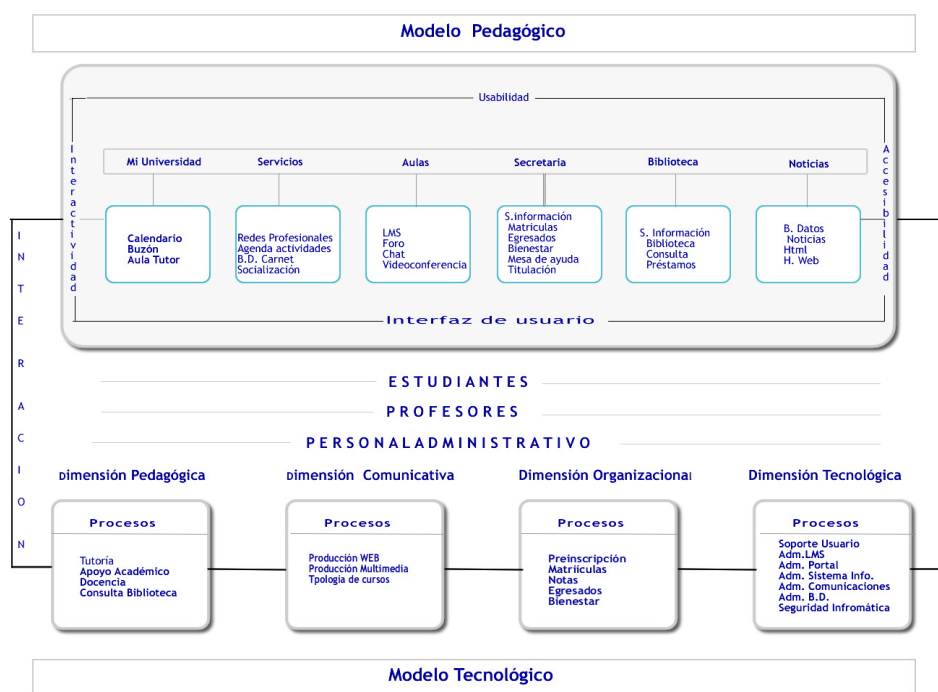 Modelo Pedagógico
Usabilidad
Interactividad
Accesibilidad
Mi Universidad
Servicios
Aulas
Secretaria
Biblioteca
Noticias
Calendario
Buzón
Aula Tutor
Redes Profesionales
Agenda actividades
B.D. Carnet
Socialización
LMS
Foro
Chat
Videoconferencia
S.información
Matriculas
Egresados
Bienestar
Mesa de ayuda
Titulación
S. Información
Biblioteca
Consulta
Préstamos
B. Datos
Noticias
Html
H. Web
Interfaz de usuario
INTERACION
ESTUDIANTES
PROFESORES
PERSONALADMINISTRATIVO
Dimensión Pedagógica
Procesos
Tutoría
Apoyo Académico
Docencia
Consulta Biblioteca
Dimensión Comunicativa
Procesos
Producción WEB
Producción Multimedia
Tpologia de cursos
Dimensión Organizacional
Procesos
Preinscripción
Matriículas
Notas
Egresados
Bienestar
Dimensión Tecnológica
Procesos
Soporte Usuario
Adm.LMS
Adm. Portal
Adm. Sistema Info.
Adm. Comunicaciones
Adm. B.D.
Seguridad Infromática
Modelo Tecnológico